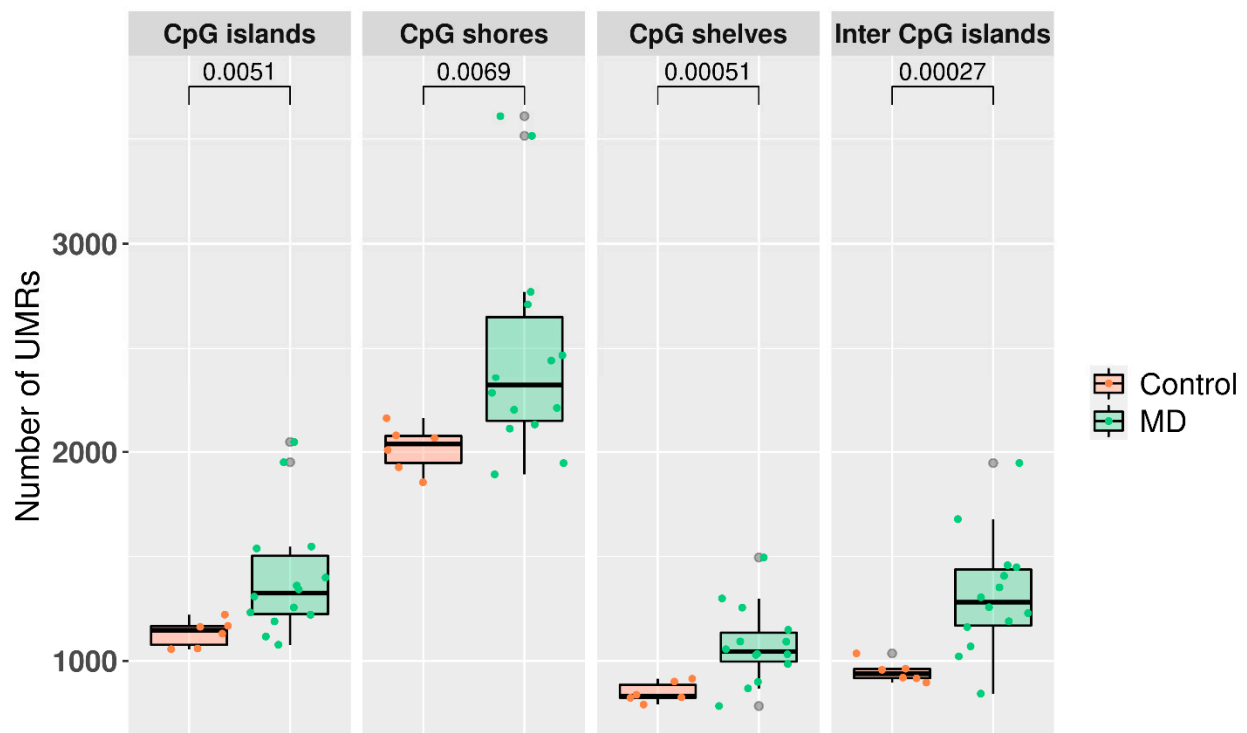 CpG islands
CpG shores
CpG shelves
Inter CpG islands
0.0051
0.0069
0.00051
0.00027
Number of UMRs
3000
2000
1000
Control
MD